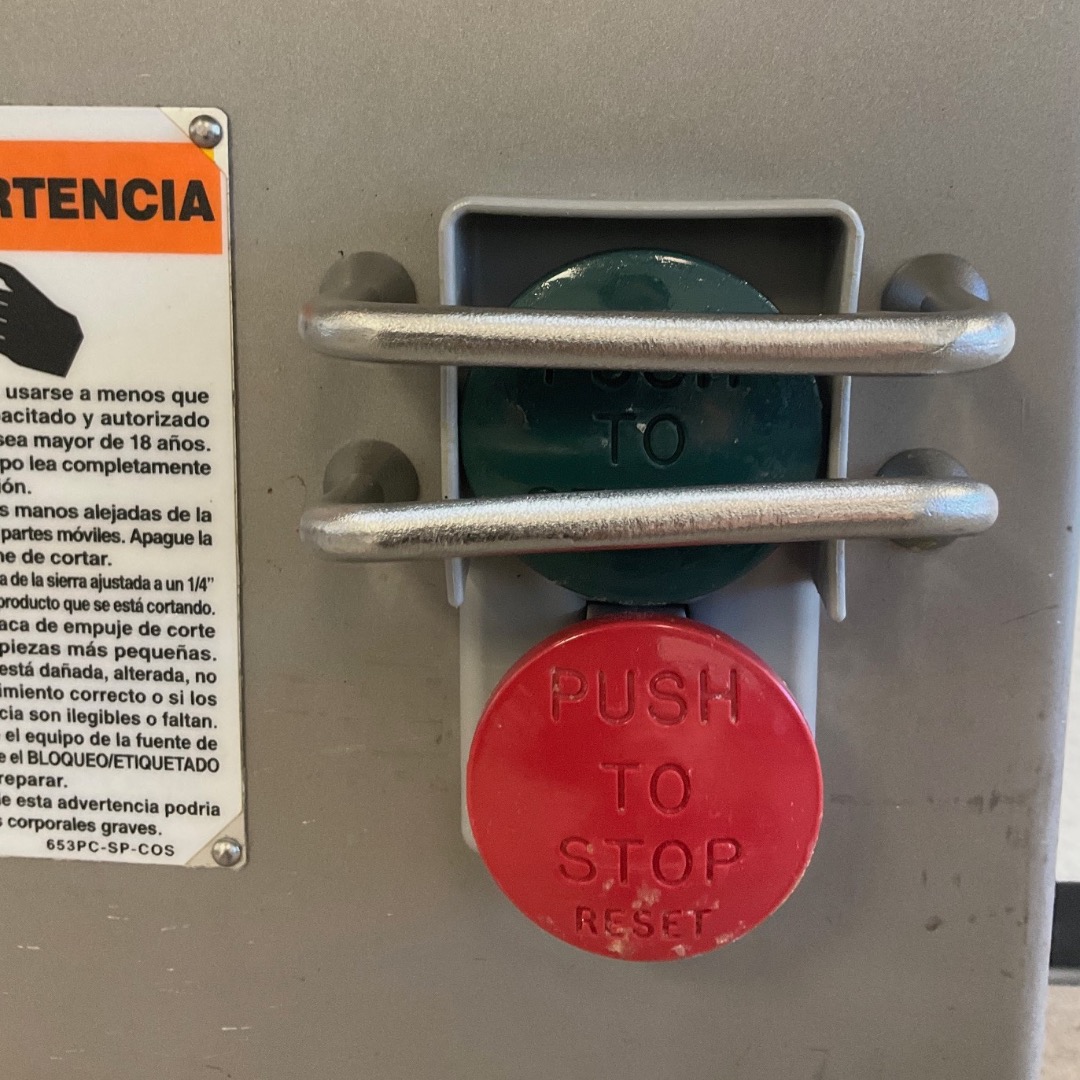 RTENCIA
usarse a menos que
acitado y autorizado
sea mayor de 18 años.
po lea completamente
ión.
s manos alejadas de la
partes móviles. Apague la
ne de cortar.
a de la sierra ajustada a un 1/4”
producto que se está cortando.
aca de empuje de corte
piezas más pequeñas.
está dañada, alterada, no
imiento correcto o si los
cia son ilegibles o faltan.
el equipo de la fuente de
e el BLOQUEO/ETIQUETADO
reparar.
de esta advertencia podria
s corporales graves.
653PC-SP-COS
PUSH
TO
PUSH
TO
STOP
RESET